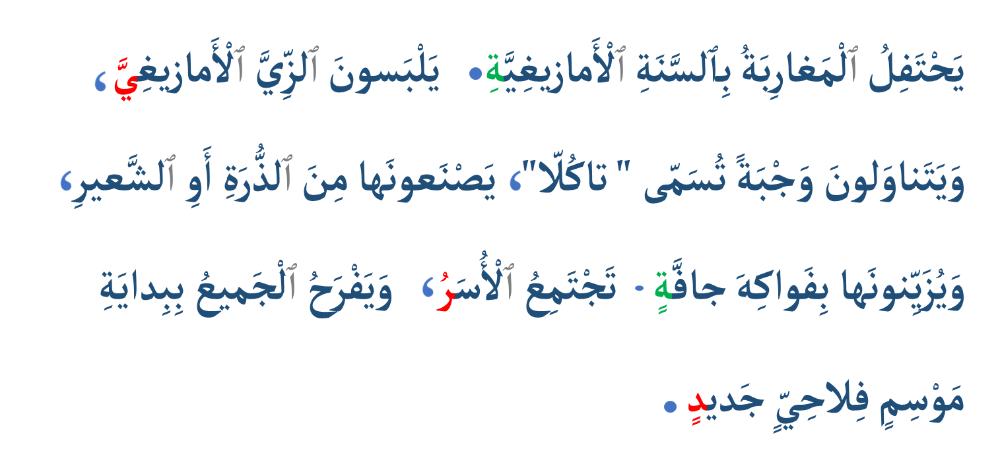 يَحْتَفِلُ ٱلْمَغارِبَةُ بِٱلسَّنَةِ ٱلْأَمازيغِيَّةِ. يَلْبَسونَ ٱلزِّيَّ ٱلْأَمازيغِيَّ،
وَيَتَناوَلونَ وَجْبَةً تُسَمّى " تاكُلّا"، يَصْنَعونَها مِنَ ٱلذُّرَةِ أَوِ ٱلشَّعيرِ،
وَيُزَيِّنونَها بِفَواكِهَ جافَّةٍ . تَجْتَمِعُ ٱلْأُسَرُ، وَيَفْرَحُ ٱلْجَميعُ بِبِدايَةِ
مَوْسِمٍ فِلاحِيٍّ جَديدٍ .